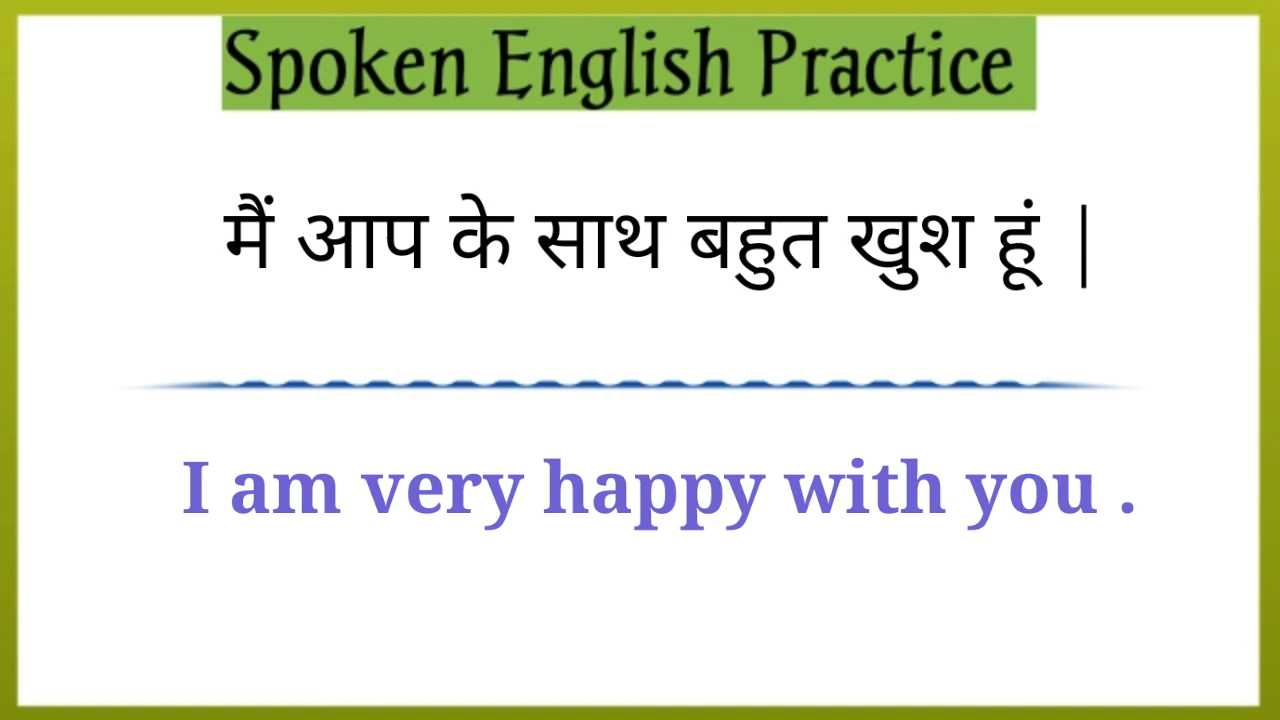 Spoken English Practice
मैं आप के साथ बहुत खुश हूं |
I am very happy with you .